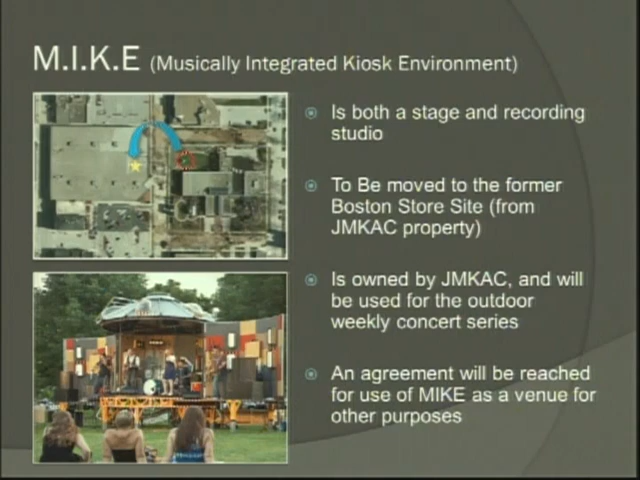 M.I.K.E (Musically Integrated Kiosk Environment)
Is both a stage and recording
studio
To Be moved to the former
Boston Store Site (from
JMKAC property)
Is owned by JMKAC, and will
be used for the outdoor
weekly concert series
An agreement will be reached
for use of MIKE as a venue for
other purposes